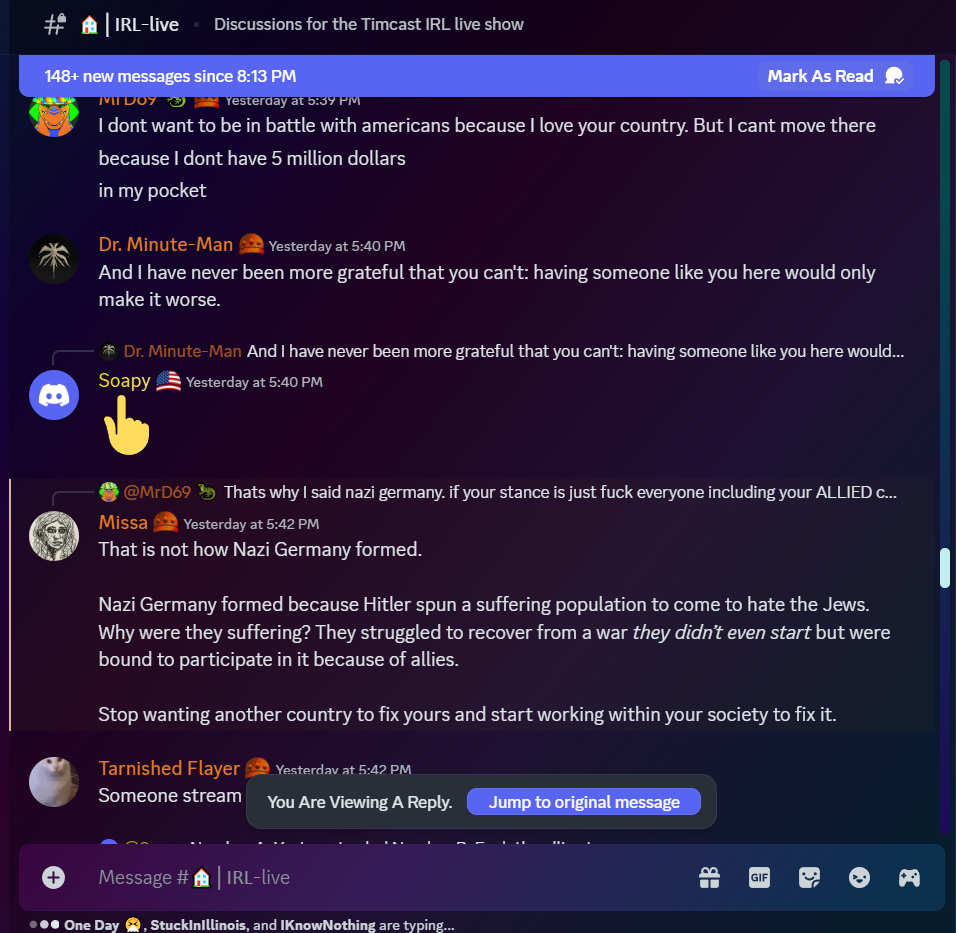 IRL-live • Discussions for the Timcast IRL live show
148+ new messages since 8:13 PM Mark As Read
MrD69 Yesterday at 5:39 PM
I dont want to be in battle with americans because I love your country. But I cant move there
because I dont have 5 million dollars
in my pocket
Dr. Minute-Man Yesterday at 5:40 PM
And I have never been more grateful that you can't: having someone like you here would only
make it worse.
Dr. Minute-Man And I have never been more grateful that you can't: having someone like you here would...
Soapy Yesterday at 5:40 PM
@MrD69 Thats why I said nazi germany. if your stance is just fuck everyone including your ALLIED c...
Missa Yesterday at 5:42 PM
That is not how Nazi Germany formed.
Nazi Germany formed because Hitler spun a suffering population to come to hate the Jews.
Why were they suffering? They struggled to recover from a war they didn’t even start but were
bound to participate in it because of allies.
Stop wanting another country to fix yours and start working within your society to fix it.
Tarnished Flayer Yesterday at 5:42 PM
Someone stream
You Are Viewing A Reply. Jump to original message
Message # | IRL-live
GIF
One Day , StuckInIllinois, and IKnowNothing are typing...